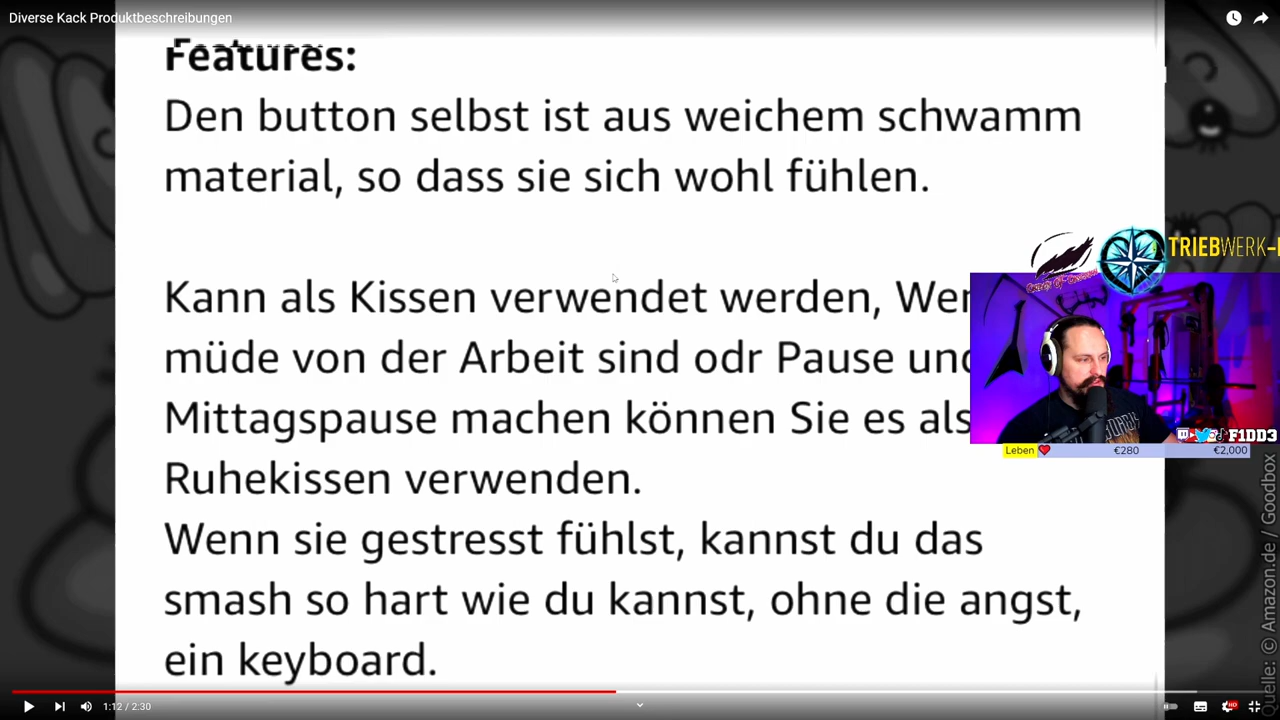 Diverse Kack Produktbeschreibungen
Features:
Den button selbst ist aus weichem schwamm
material, so dass sie sich wohl fühlen.
Kann als Kissen verwendet werden,
müde von der Arbeit sind odr Pause
Mittagspause machen können Sie es als
Ruhekissen verwenden.
Wenn sie gestresst fühlst, kannst du das
smash so hart wie du kannst, ohne die angst,
ein keyboard.
TRIEBWERK-
F1DD3
Leben €280 €2,000
Quelle: © Amazon.de / Goodbox
1:12 / 2:30
HD